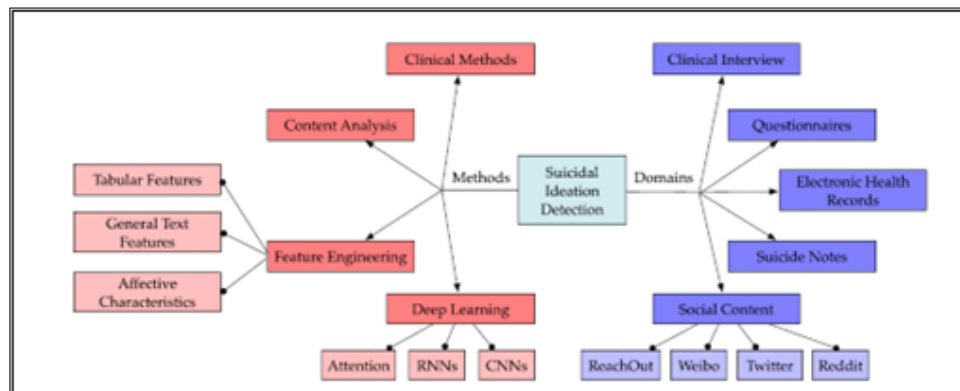 Clinical Methods
Clinical Interview
Content Analysis
Questionnaires
Tabular Features
Methods
Suicidal
Ideation
Detection
Domains
Electronic Health
Records
General Text
Features
Feature Engineering
Suicide Notes
Affective
Characteristics
Deep Learning
Social Content
Attention
RNNs
CNNs
ReachOut
Weibo
Twitter
Reddit